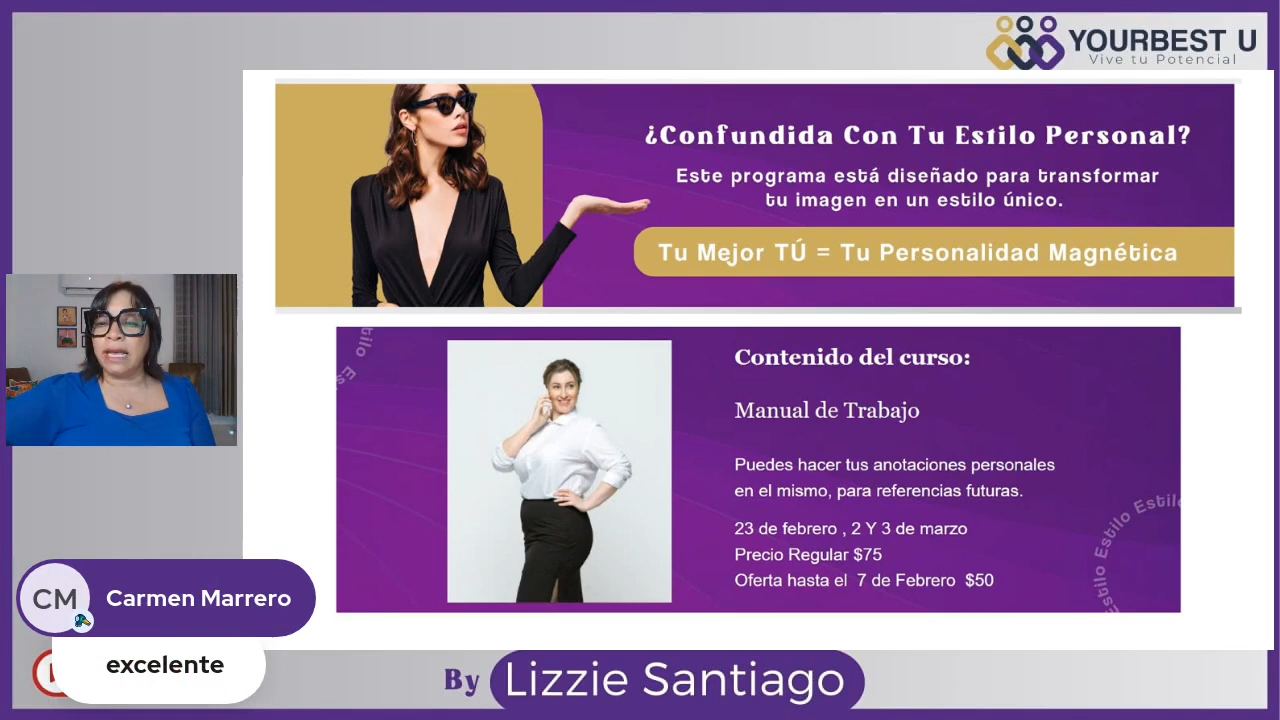 YOURBEST U
Vive tu Potencial
¿Confundida Con Tu Estilo Personal?
Este programa está diseñado para transformar
tu imagen en un estilo único.
Tu Mejor TÚ = Tu Personalidad Magnética
Contenido del curso:
Manual de Trabajo
Puedes hacer tus anotaciones personales
en el mismo, para referencias futuras.
23 de febrero , 2 Y 3 de marzo
Precio Regular $75
Oferta hasta el 7 de Febrero $50
Estilo Estilo
CM
Carmen Marrero
excelente
By Lizzie Santiago